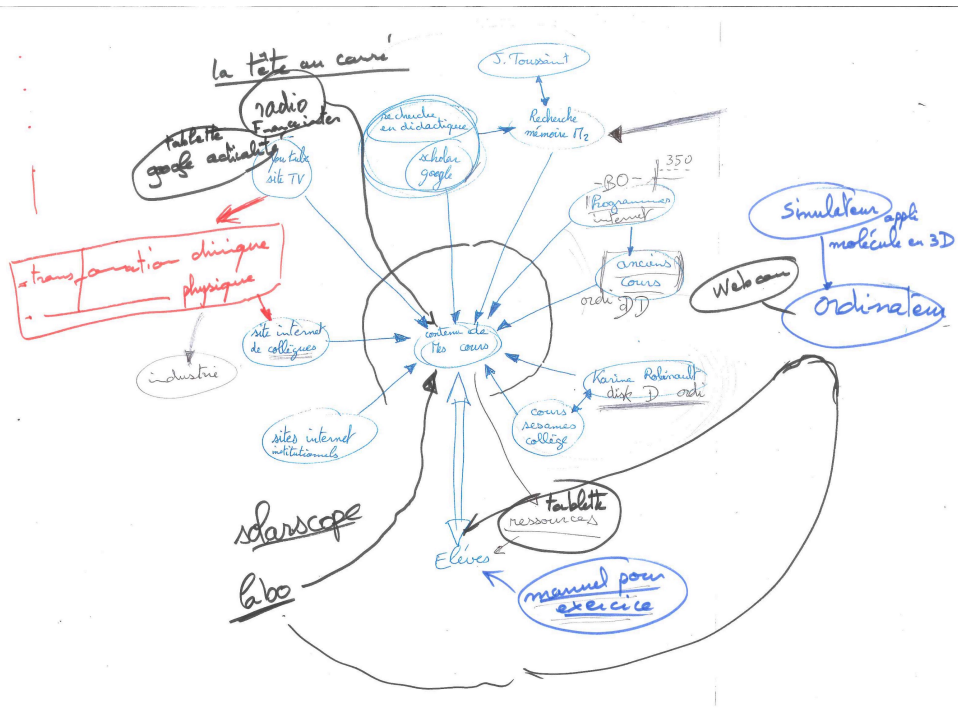 la tête au carré
radio
France inter
tablette
google actualité
youtube
site TV
J. Toussaint
recherche
en didactique
scholar
google
Recherche
mémoire M2
350
-BO-
Programmes
internet
anciens
cours
ordi DD
Simulateur appli
molécule en 3D
Webcam
ordinateur
transformation chimique
physique
industrie
site internet
de collègues
contenu de
Mes cours
Karine Robinault
disk D ordi
cours
sesames
collège
sites internet
institutionnels
solarscope
labo
tablette
ressources
Elèves
manuel pour
exercice